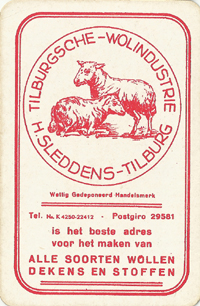 TILBURGSCHE-WOLINDUSTRIE
H. SLEDDENS-TILBURG
Wettig Gedeponeerd Handelsmerk
Tel. No. K 4250-22412 - Postgiro 29581
is het beste adres
voor het maken van
ALLE SOORTEN WOLLEN
DEKENS EN STOFFEN